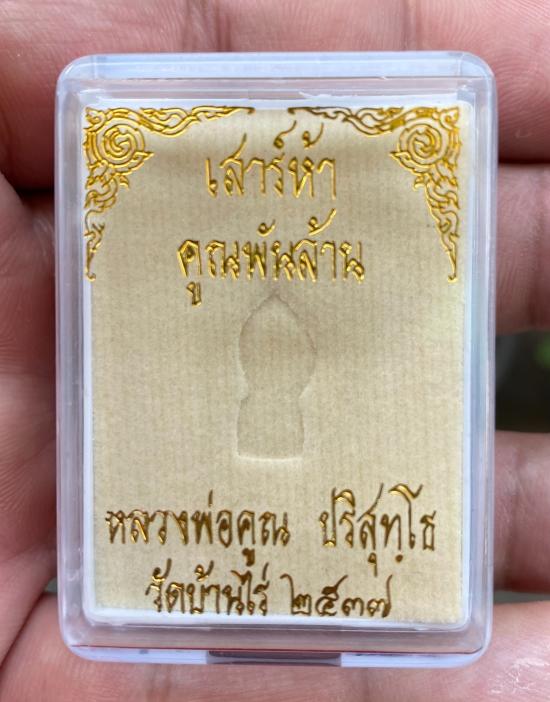 เสาร์ห้า
คูณพันล้าน
หลวงพ่อคูณ ปริสุทฺโธ
วัดบ้านไร่ ๒๕๓๗